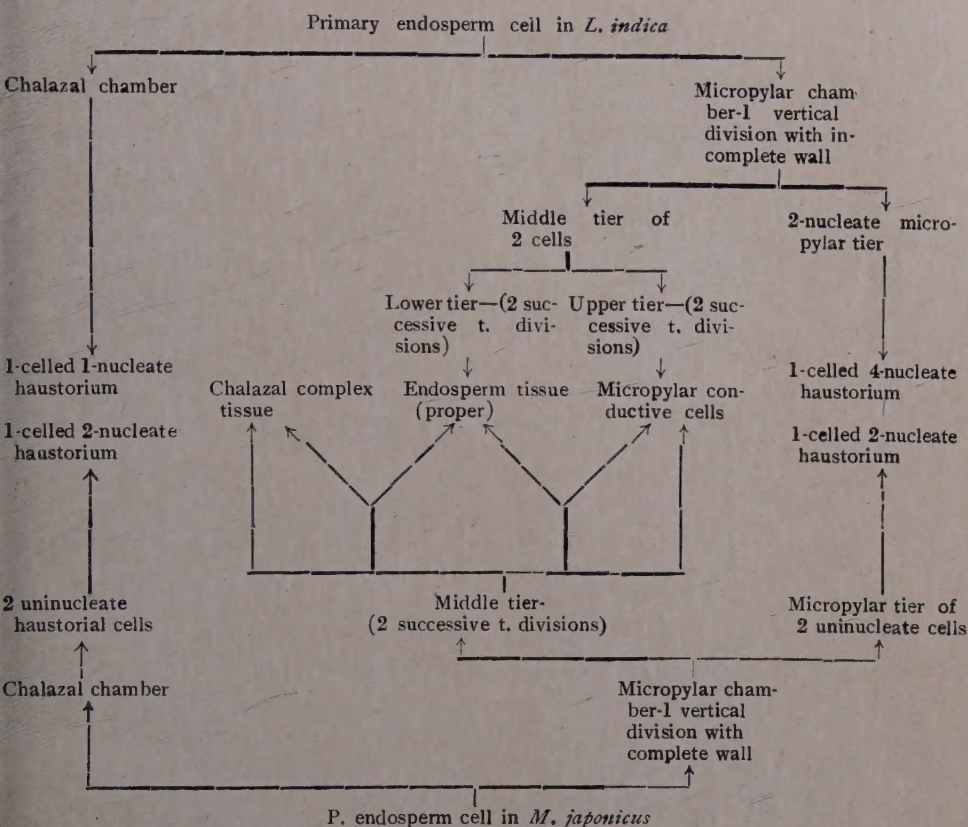 Primary endosperm cell in L. indica
Chalazal chamber
Micropylar cham-
ber-1 vertical
division with in-
complete wall
Middle tier of
2 cells
2-nucleate micro-
pylar tier
Lower tier—(2 suc-
cessive t. divi-
sions)
Upper tier—(2 suc-
cessive t. divi-
sions)
1-celled 1-nucleate
haustorium
Chalazal complex
tissue
Endosperm tissue
(proper)
Micropylar con-
ductive cells
1-celled 4-nucleate
haustorium
1-celled 2-nucleate
haustorium
1-celled 2-nucleate
haustorium
2 uninucleate
haustorial cells
Middle tier-
(2 successive t. divisions)
Micropylar tier of
2 uninucleate cells
Chalazal chamber
Micropylar cham-
ber-1 vertical
division with
complete wall
P. endosperm cell in M. japonicus